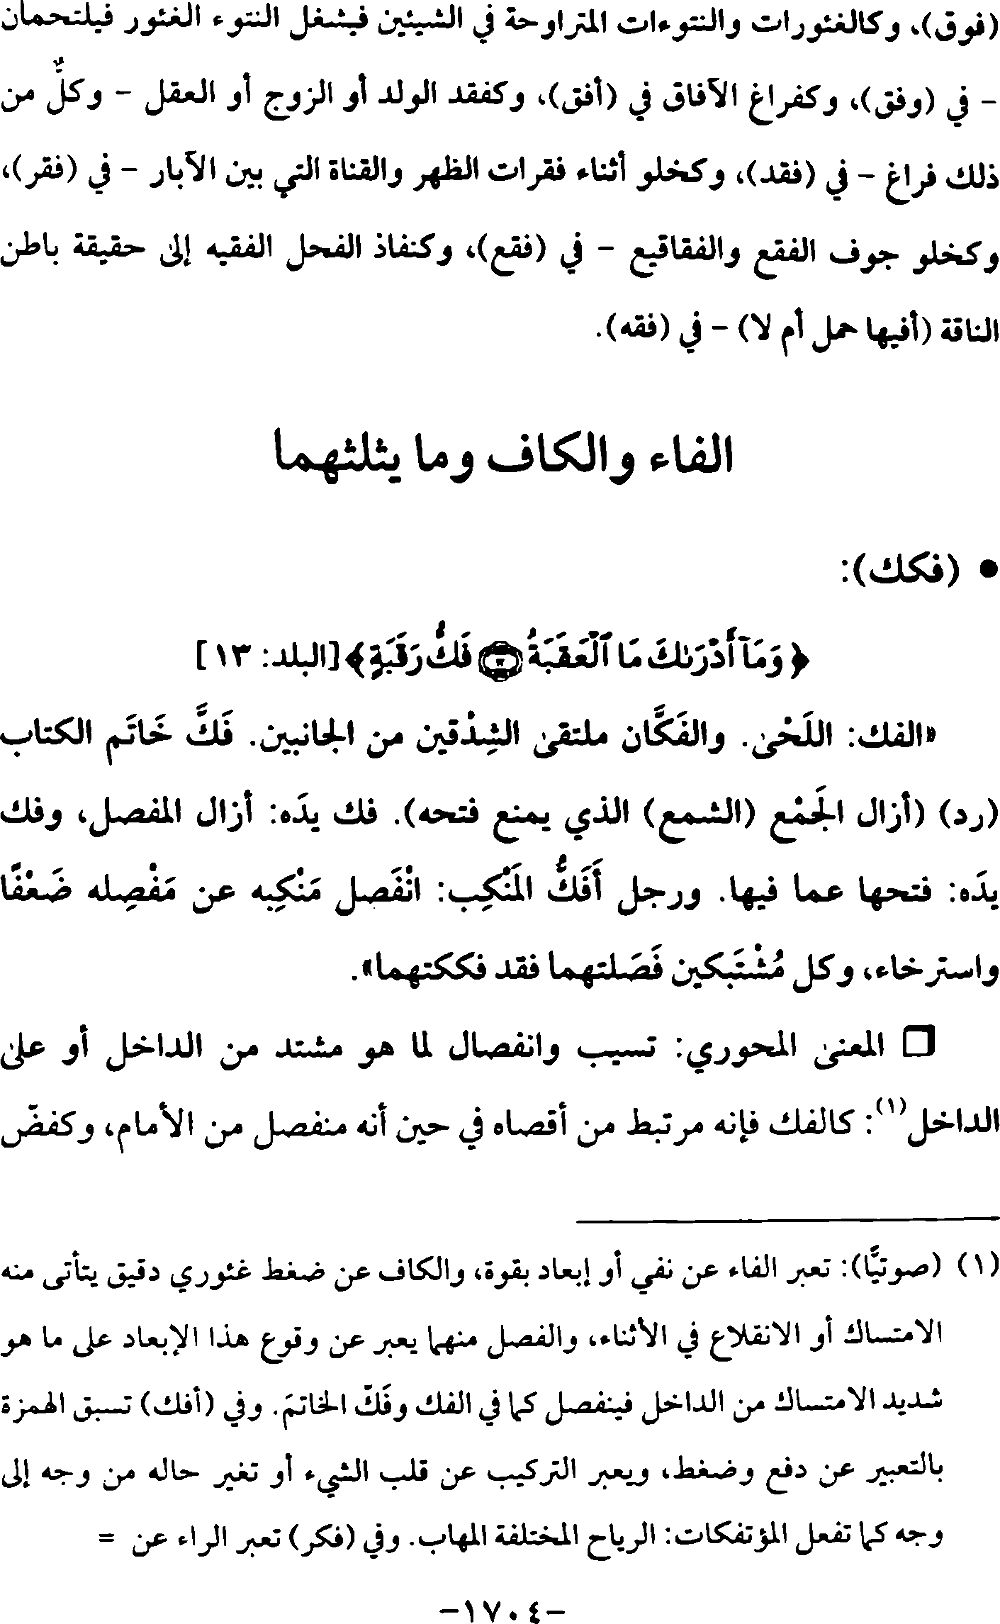 (فوق)، وكالغئورات والنتوءات المتراوحة في الشيئين فيشغل النتوء الغئور فيلتحمان
- في (وفق)، وكفراغ الآفاق في (أفق)، وكفقد الولد أو الزوج أو العقل - وكلٌّ من
ذلك فراغ - في (فقد)، وكخلو أثناء فقرات الظهر والقناة التي بين الآبار - في (فقر)،
وكخلو جوف الفقع والفقاقيع - في (فقع)، وكنفاذ الفحل الفقيه إلى حقيقة باطن
الناقة (أفيها حمل أم لا) - في (فقه).
الفاء والكاف وما يثلثهما
• (فكك):
﴿وَمَآ أَدْرَىٰكَ مَا ٱلْعَقَبَةُ ۝ فَكُّ رَقَبَةٍ﴾ [البلد: ١٣]
«الفك: اللَحْى. والفَكَّان ملتقى الشِدْقين من الجانبين. فَكَّ خَاتَم الكتاب
(رد) (أزال الجَمْع (الشمع) الذي يمنع فتحه). فك يدَه: أزال المفصل، وفك
يدَه: فتحها عما فيها. ورجل أَفَكُّ المَنْكِب: انْفَصل مَنْكِبه عن مَفْصِله ضَعْفًا
واسترخاء، وكل مُشْتَبكين فَصَلتهما فقد فككتهما».
❏ المعنى المحوري: تسيب وانفصال لما هو مشتد من الداخل أو على
الداخل(١): كالفك فإنه مرتبط من أقصاه في حين أنه منفصل من الأمام، وكفضّ
(١) (صوتيًّا): تعبر الفاء عن نفي أو إبعاد بقوة، والكاف عن ضغط غئوري دقيق يتأتى منه
الامتساك أو الانقلاع في الأثناء، والفصل منهما يعبر عن وقوع هذا الإبعاد على ما هو
شديد الامتساك من الداخل فينفصل كما في الفك وفَكّ الخاتمَ. وفي (أفك) تسبق الهمزة
بالتعبير عن دفع وضغط، ويعبر التركيب عن قلب الشيء أو تغير حاله من وجه إلى
وجه كما تفعل المؤتفكات: الرياح المختلفة المهاب. وفي (فكر) تعبر الراء عن =
-١٧٠٤-